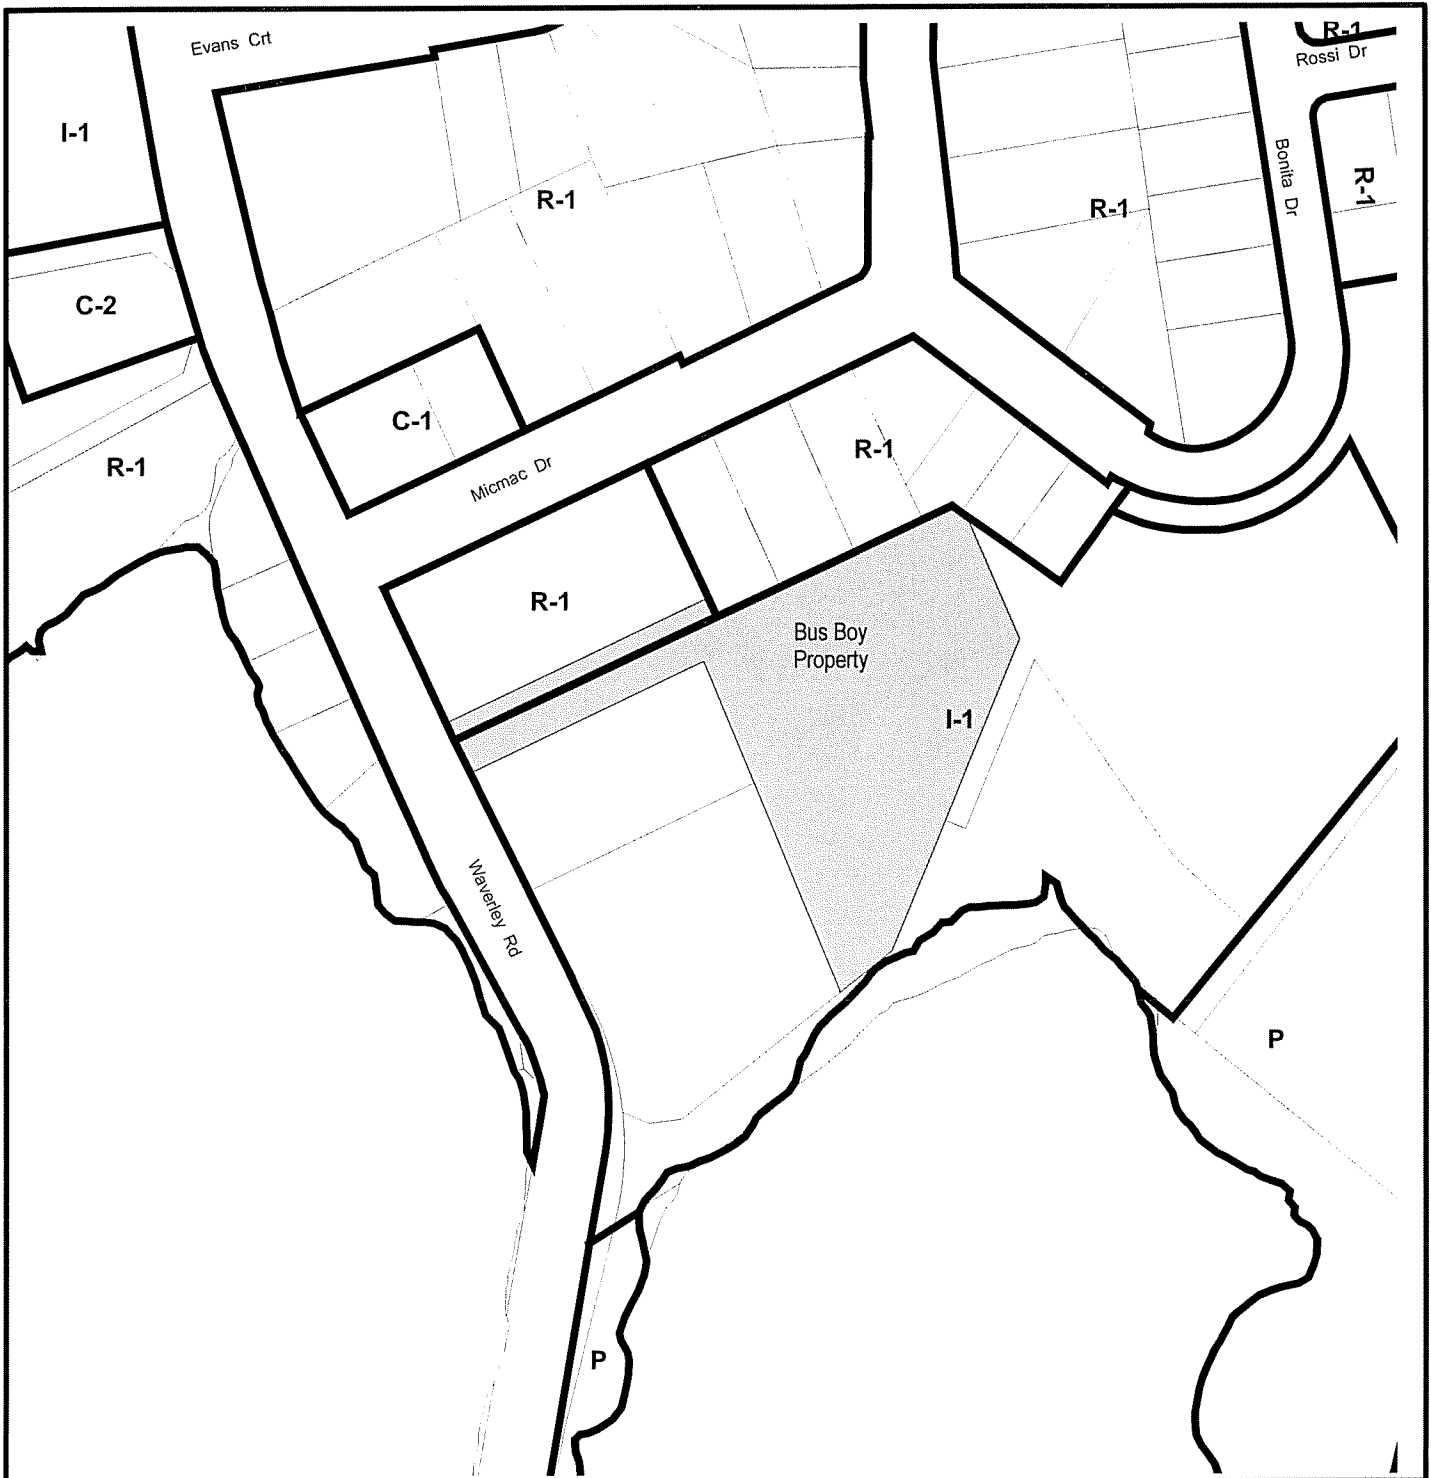 Evans Crt
R-1
Rossi Dr
I-1
Bonita Dr
R-1
R-1
R-1
C-2
C-1
R-1
R-1
Micmac Dr
R-1
Bus Boy
Property
I-1
Waverley Rd
P
P